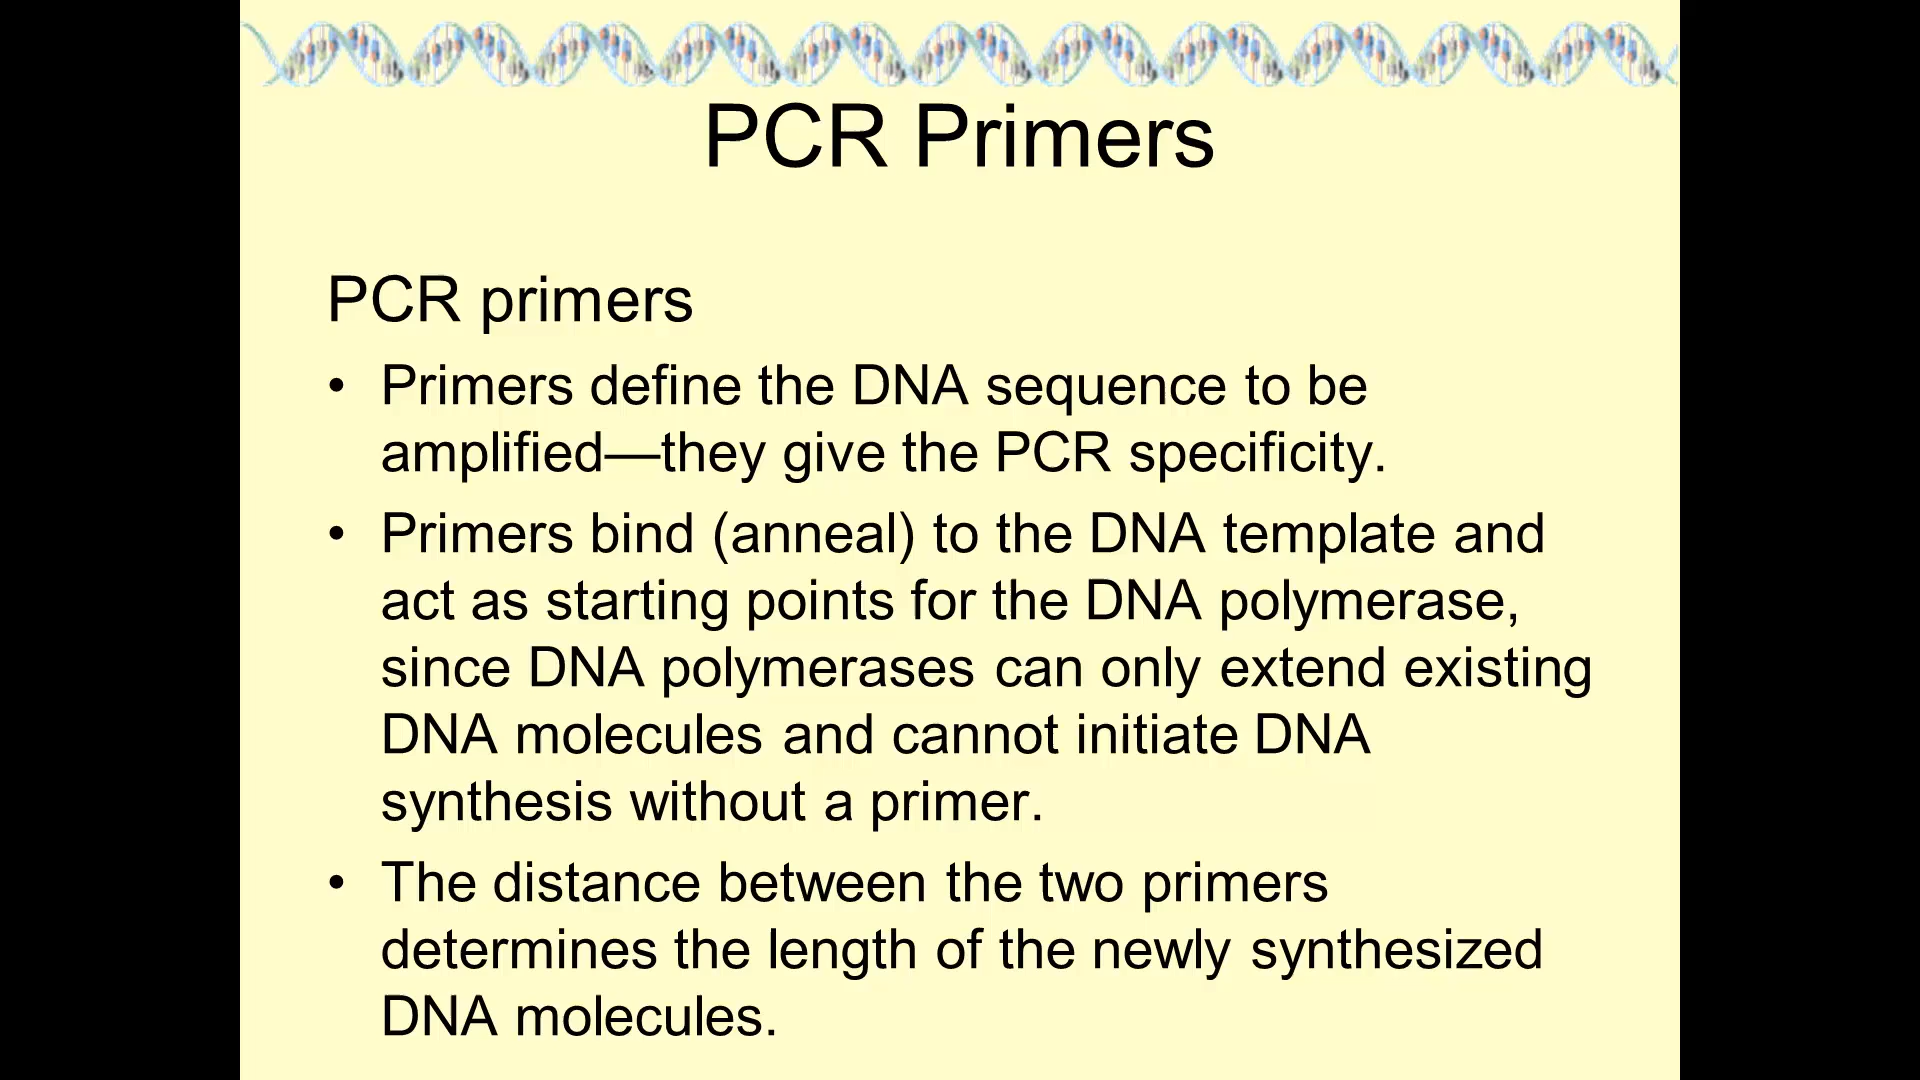 PCR Primers
PCR primers
• Primers define the DNA sequence to be
amplified—they give the PCR specificity.
• Primers bind (anneal) to the DNA template and
act as starting points for the DNA polymerase,
since DNA polymerases can only extend existing
DNA molecules and cannot initiate DNA
synthesis without a primer.
• The distance between the two primers
determines the length of the newly synthesized
DNA molecules.